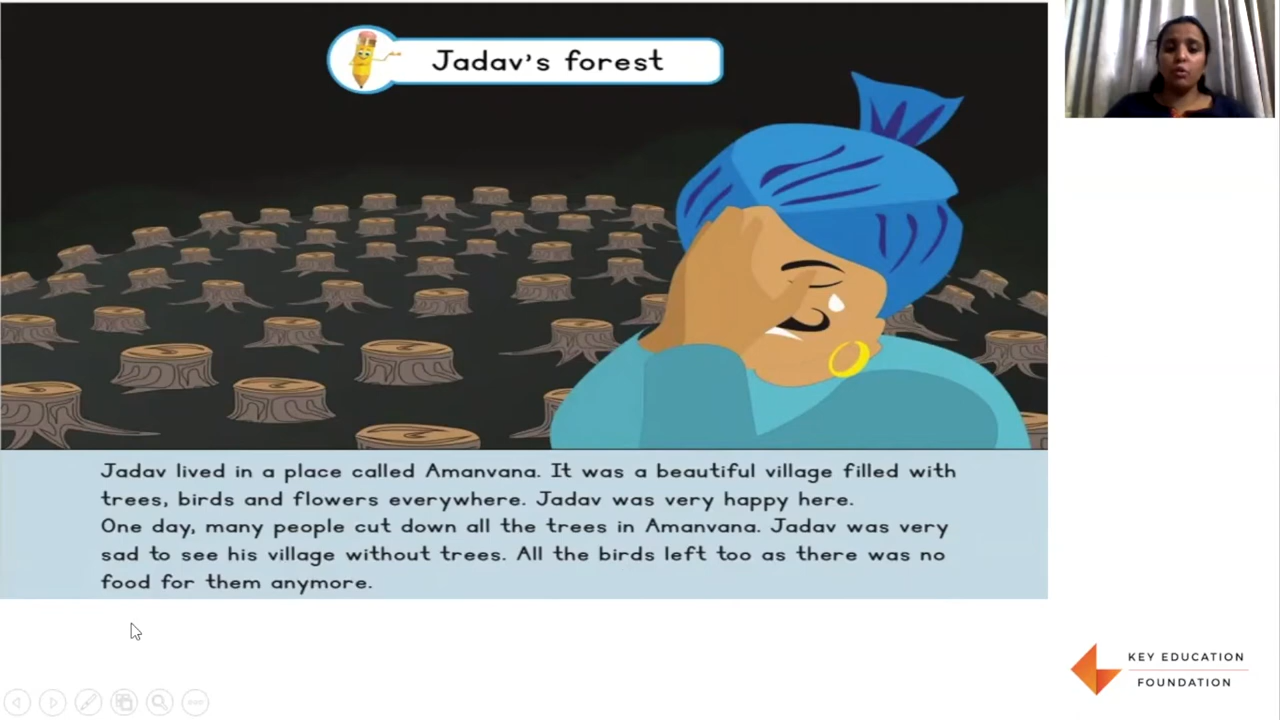 Jadav's forest
Jadav lived in a place called Amanvana. It was a beautiful village filled with
trees, birds and flowers everywhere. Jadav was very happy here.
One day, many people cut down all the trees in Amanvana. Jadav was very
sad to see his village without trees. All the birds left too as there was no
food for them anymore.
KEY EDUCATION
FOUNDATION